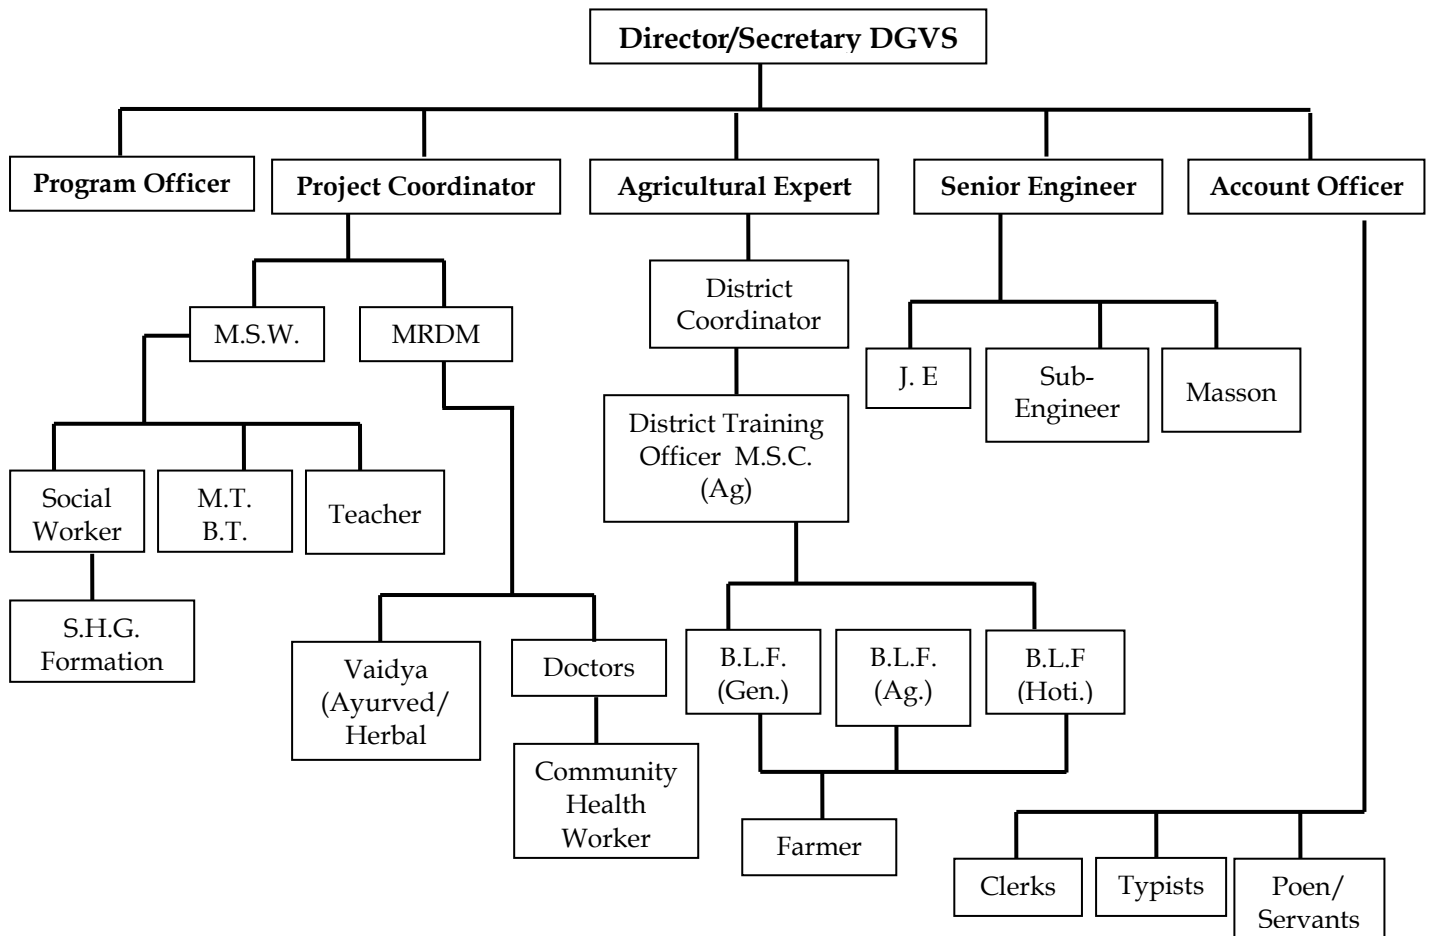 Director/Secretary DGVS
Program Officer
Project Coordinator
Agricultural Expert
Senior Engineer
Account Officer
M.S.W.
MRDM
District
Coordinator
J. E
Sub-
Engineer
Masson
District Training
Officer M.S.C.
(Ag)
Social
Worker
M.T.
B.T.
Teacher
S.H.G.
Formation
Vaidya
(Ayurved/
Herbal
Doctors
Community
Health
Worker
B.L.F.
(Gen.)
B.L.F.
(Ag.)
B.L.F
(Hoti.)
Farmer
Clerks
Typists
Poen/
Servants